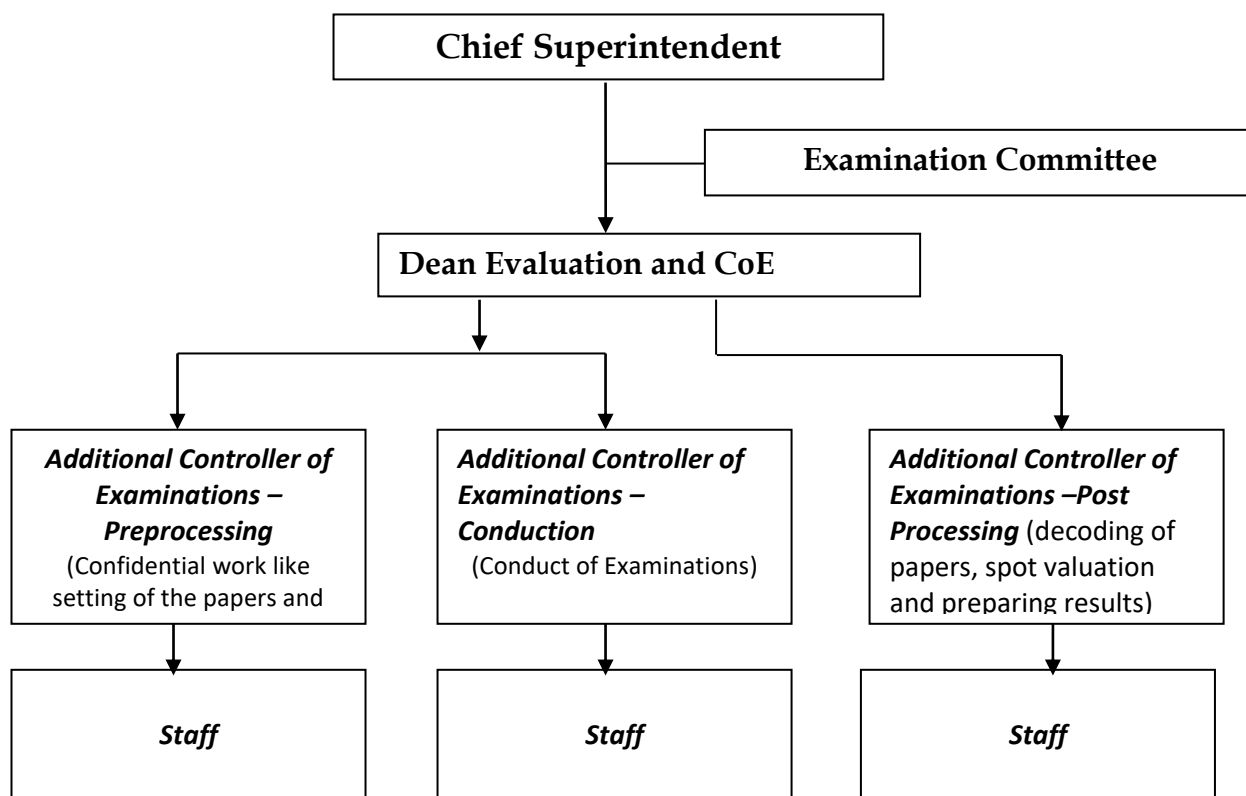 Chief Superintendent
Examination Committee
Dean Evaluation and CoE
Additional Controller of
Examinations –
Preprocessing
(Confidential work like
setting of the papers and
Additional Controller of
Examinations –
Conduction
(Conduct of Examinations)
Additional Controller of
Examinations –Post
Processing (decoding of
papers, spot valuation
and preparing results)
Staff
Staff
Staff